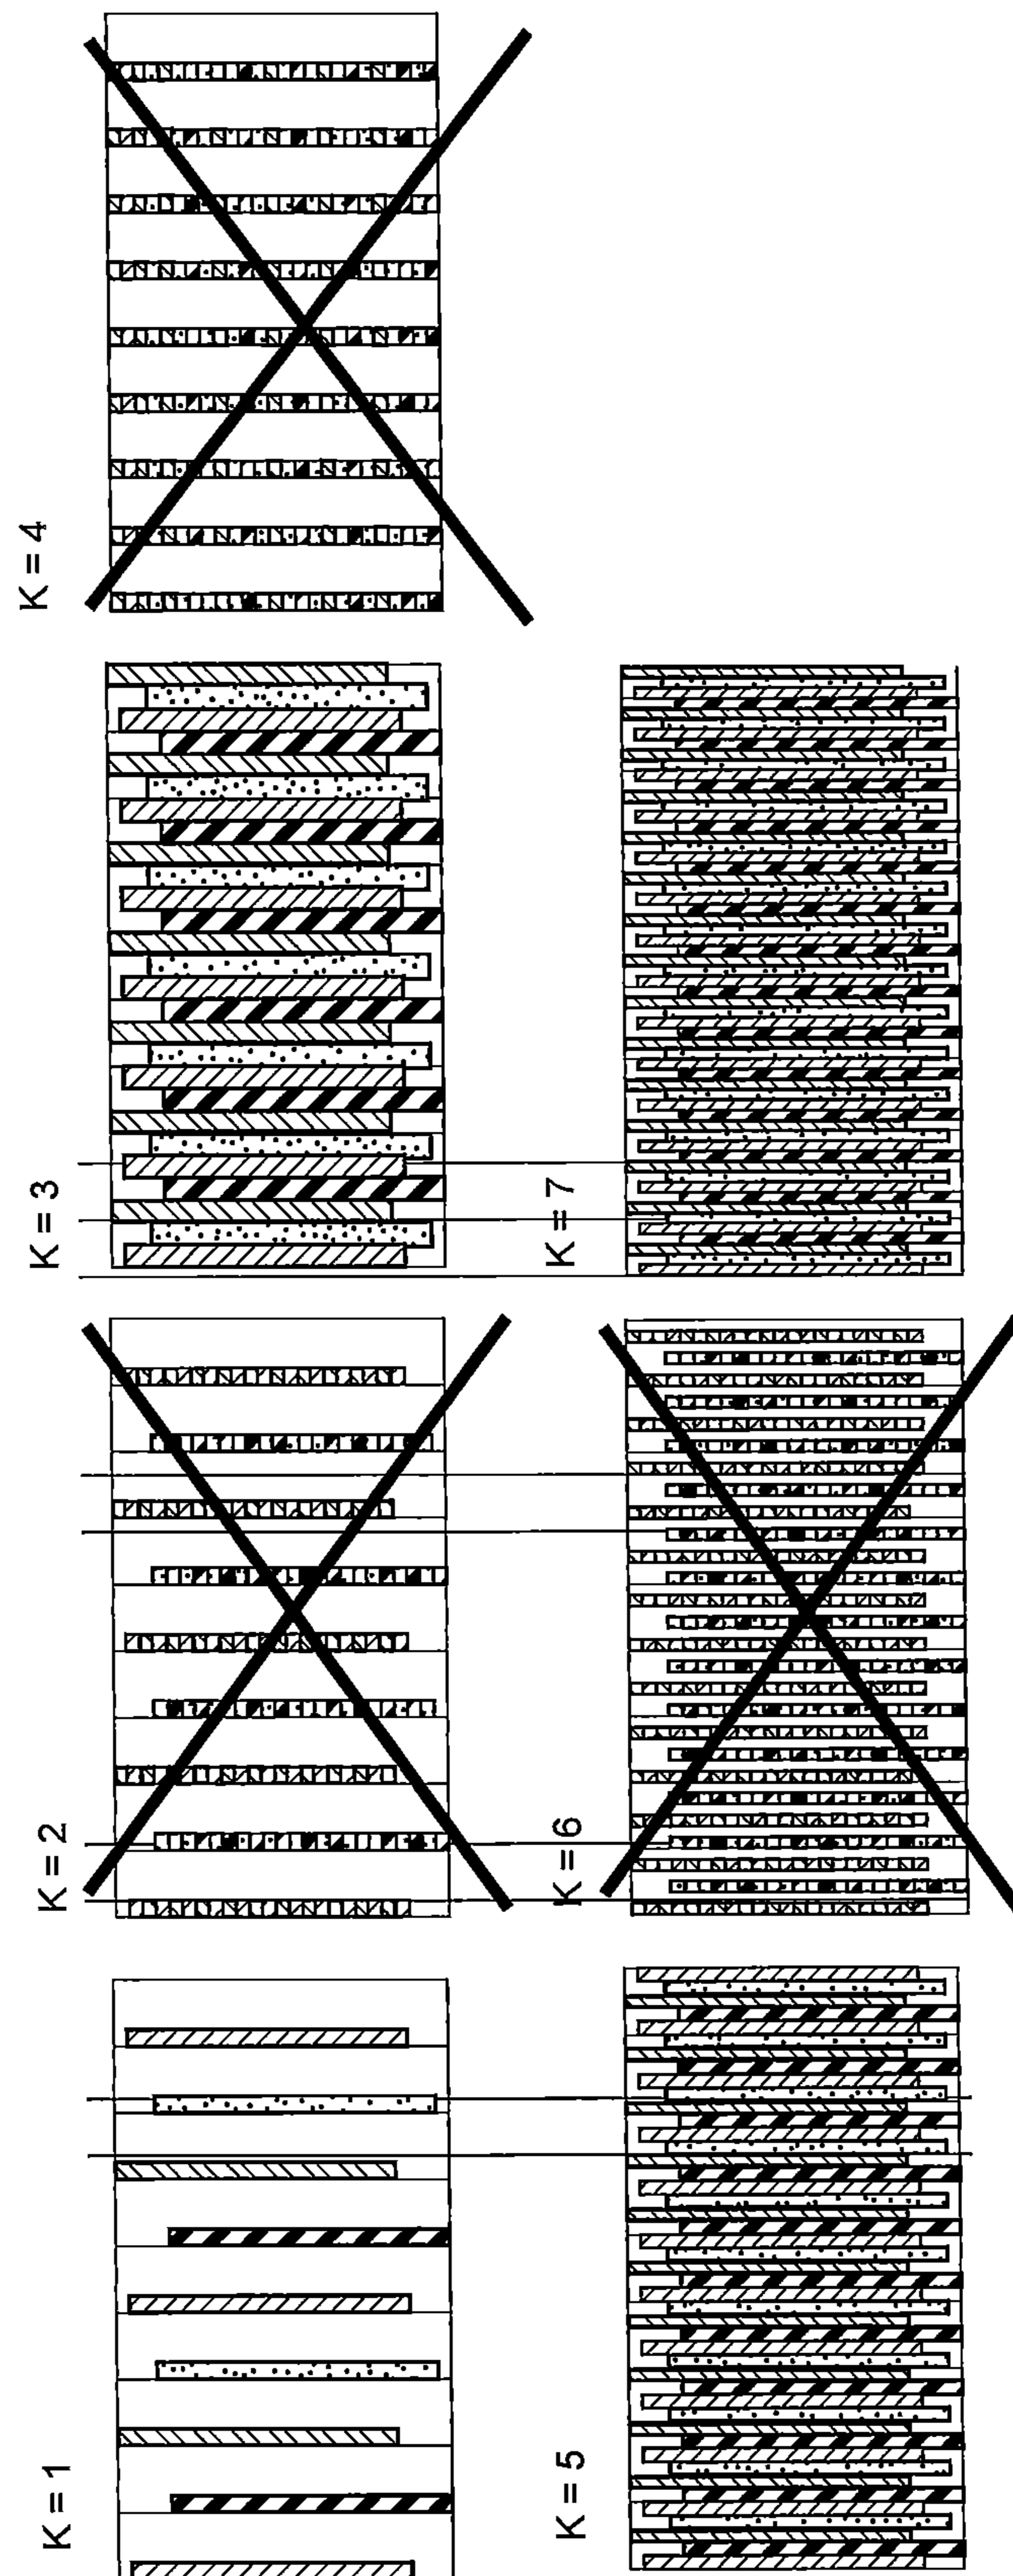 K = 1
K = 2
K = 3
K = 4
K = 5
K = 6
K = 7